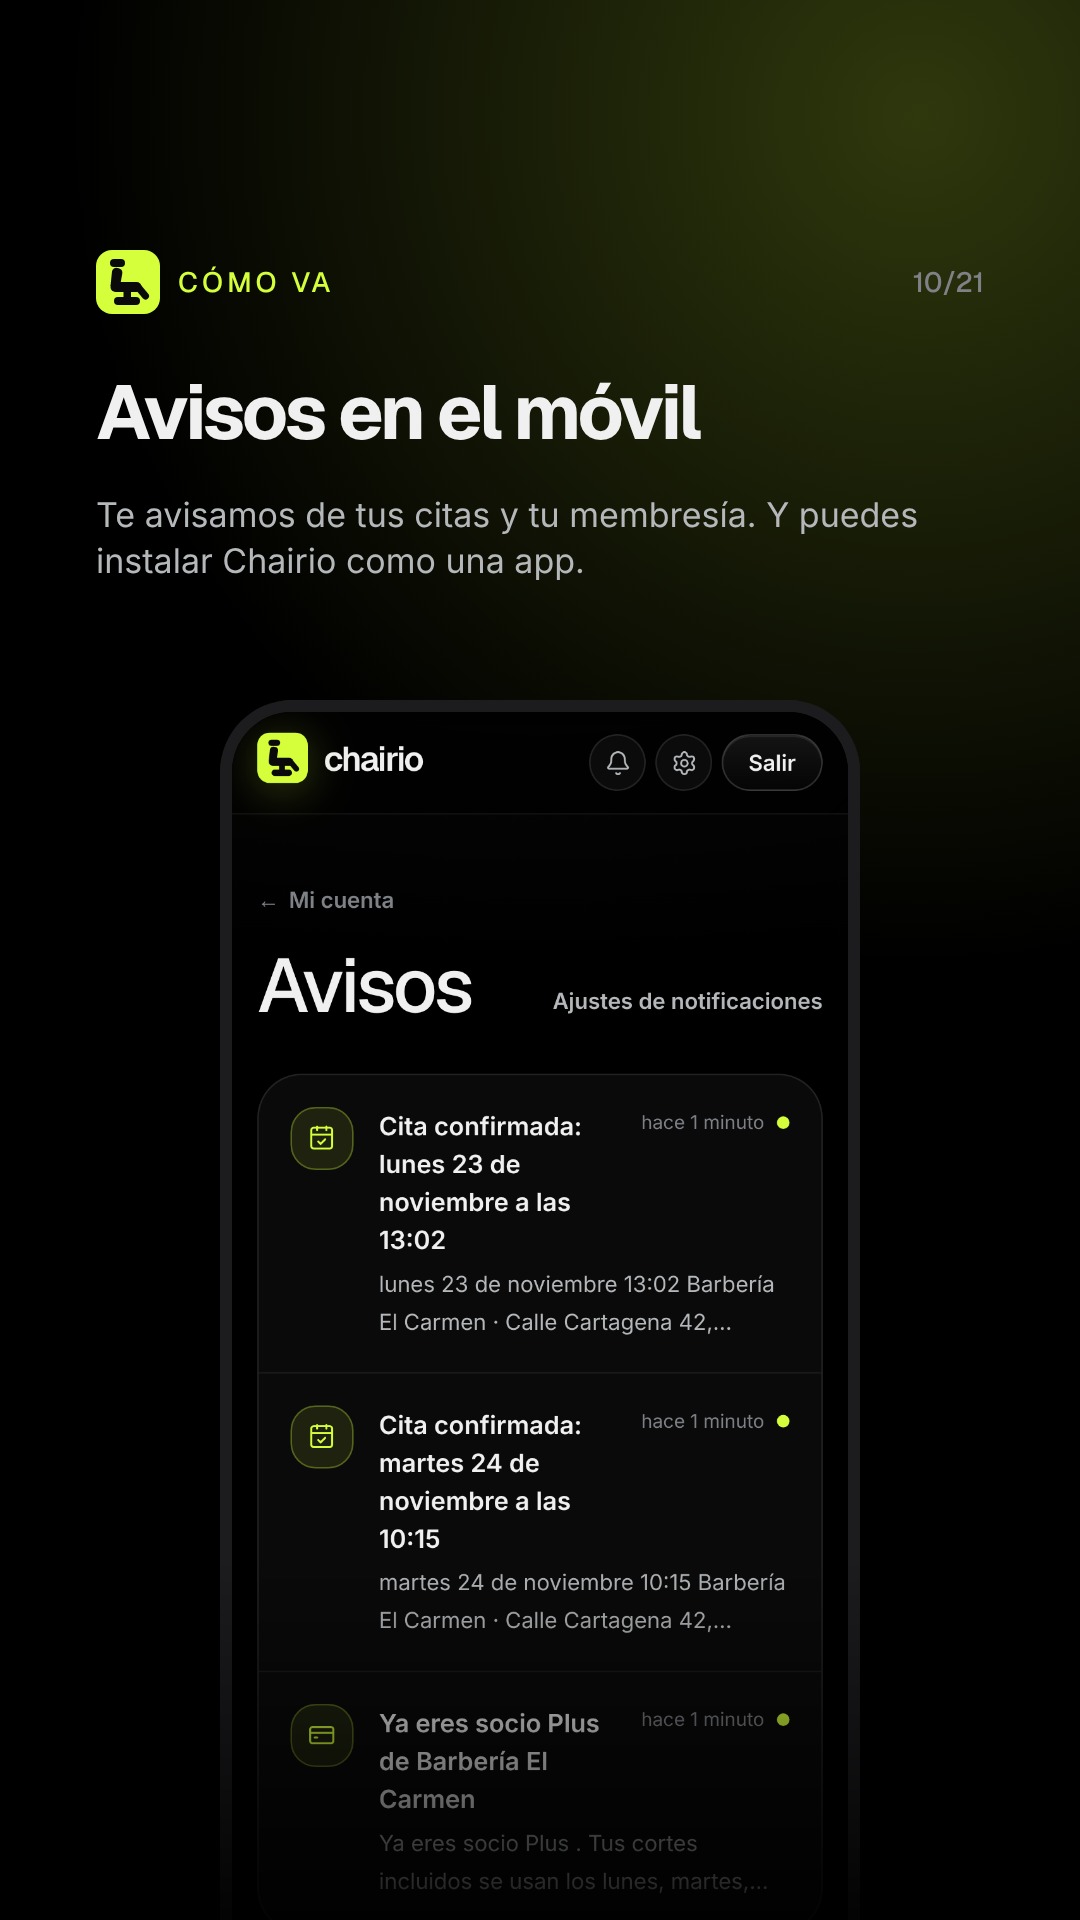 CÓMO VA
10/21
Avisos en el móvil
Te avisamos de tus citas y tu membresía. Y puedes
instalar Chairio como una app.
chairio
Salir
← Mi cuenta
Avisos
Ajustes de notificaciones
Cita confirmada:
lunes 23 de
noviembre a las
13:02
hace 1 minuto
lunes 23 de noviembre 13:02 Barbería
El Carmen · Calle Cartagena 42,...
Cita confirmada:
martes 24 de
noviembre a las
10:15
hace 1 minuto
martes 24 de noviembre 10:15 Barbería
El Carmen · Calle Cartagena 42,...
Ya eres socio Plus
de Barbería El
Carmen
hace 1 minuto
Ya eres socio Plus . Tus cortes
incluidos se usan los lunes, martes,...